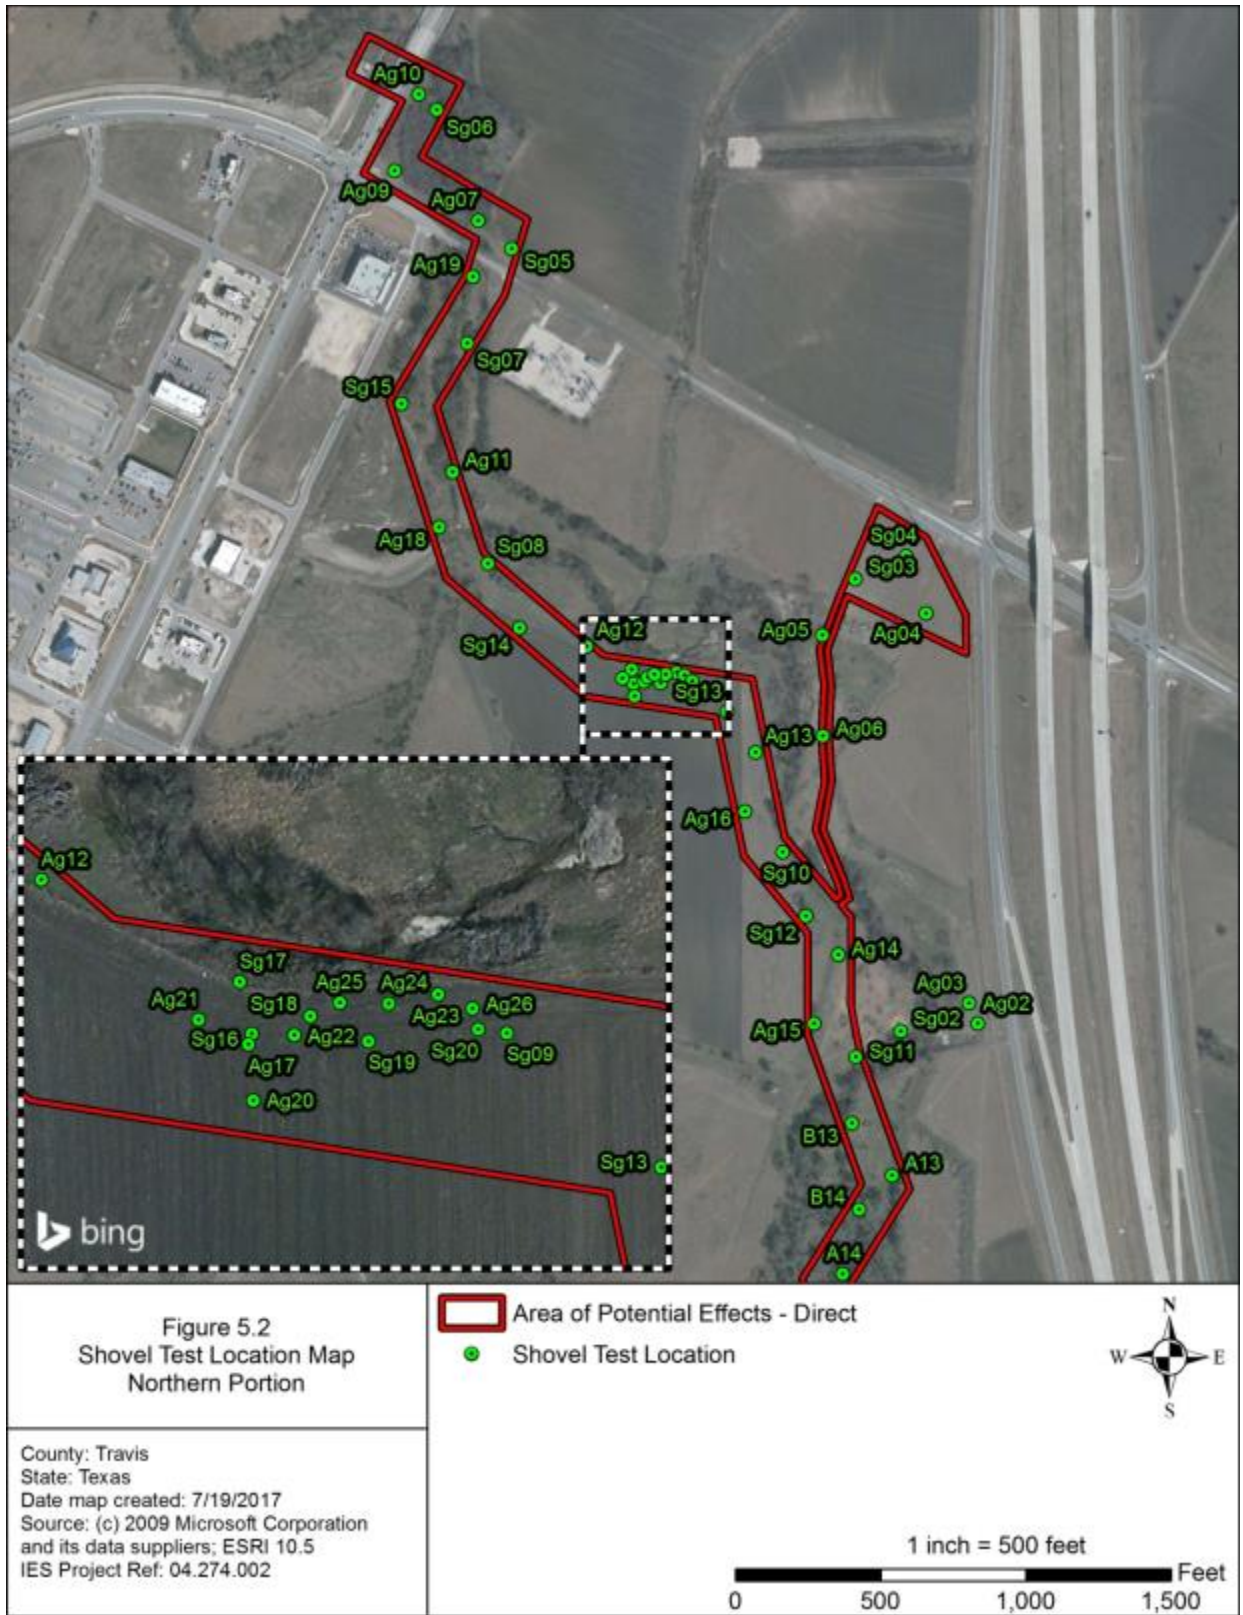 Ag10
Sg06
Ag09
Ag07
Sg05
Ag19
Sg07
Sg15
Ag11
Ag18
Sg08
Sg04
Sg03
Ag04
Ag05
Sg14
Ag12
Sg13
Ag13
Ag06
Ag16
Sg10
Sg12
Ag14
Ag03
Ag02
Sg02
Ag15
Sg11
B13
A13
B14
A14
Ag12
Sg17
Ag25
Ag24
Ag21
Sg18
Ag23
Ag26
Sg16
Ag22
Ag17
Sg19
Sg20
Sg09
Ag20
Sg13
bing
Figure 5.2
Shovel Test Location Map
Northern Portion
County: Travis
State: Texas
Date map created: 7/19/2017
Source: (c) 2009 Microsoft Corporation
and its data suppliers; ESRI 10.5
IES Project Ref: 04.274.002
Area of Potential Effects - Direct
Shovel Test Location
N
W E
S
1 inch = 500 feet
Feet
0 500 1,000 1,500